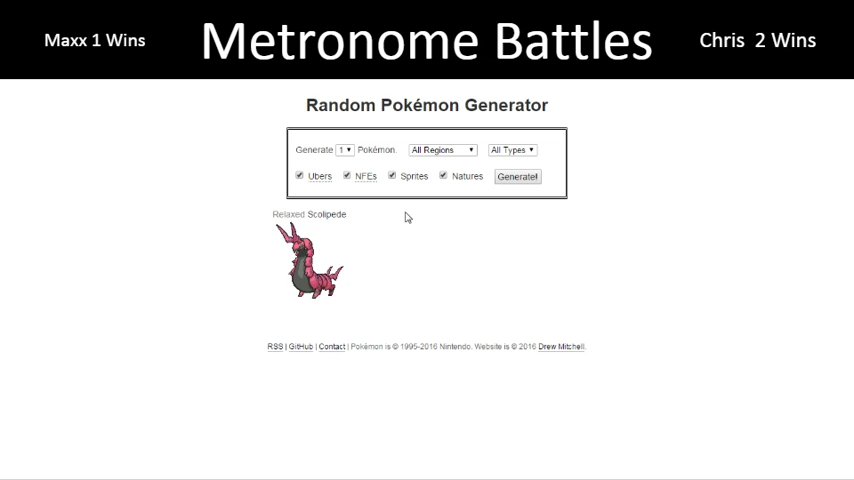 Maxx 1 Wins
Metronome Battles
Chris 2 Wins
Random Pokémon Generator
Generate 1 Pokémon. All Regions All Types
Ubers NFEs Sprites Natures Generate!
Relaxed Scolipede
RSS | GitHub | Contact | Pokémon is © 1995-2016 Nintendo. Website is © 2016 Drew Mitchell.